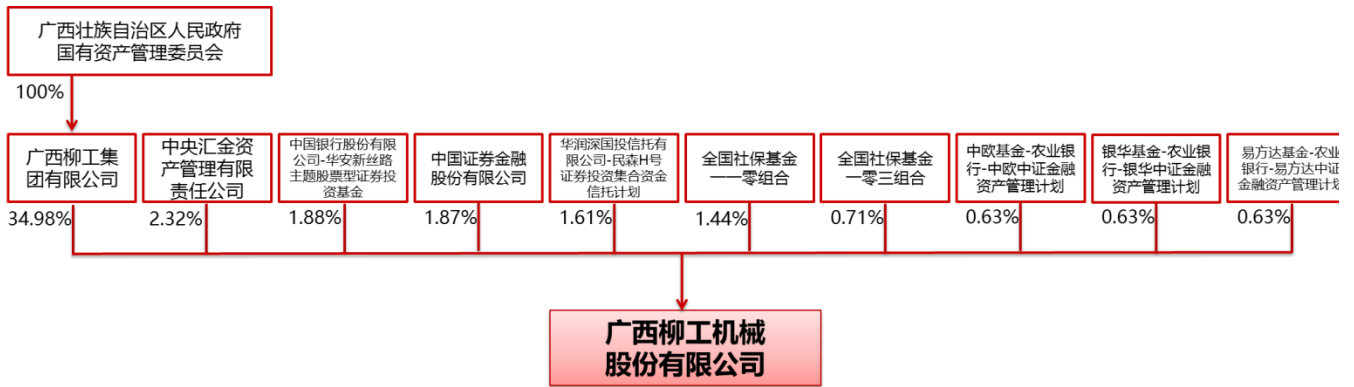 广西壮族自治区人民政府
国有资产管理委员会
100%
广西柳工集
团有限公司
中央汇金资
产管理有限
责任公司
中国银行股份有限
公司-华安新丝路
主题股票型证券投
资基金
中国证券金融
股份有限公司
华润深国投信托有
限公司-民森H号
证券投资集合资金
信托计划
全国社保基金
一一零组合
全国社保基金
一零三组合
中欧基金-农业银
行-中欧中证金融
资产管理计划
银华基金-农业银
行-银华中证金融
资产管理计划
易方达基金-农业
银行-易方达中证
金融资产管理计划
34.98%
2.32%
1.88%
1.87%
1.61%
1.44%
0.71%
0.63%
0.63%
0.63%
广西柳工机械
股份有限公司